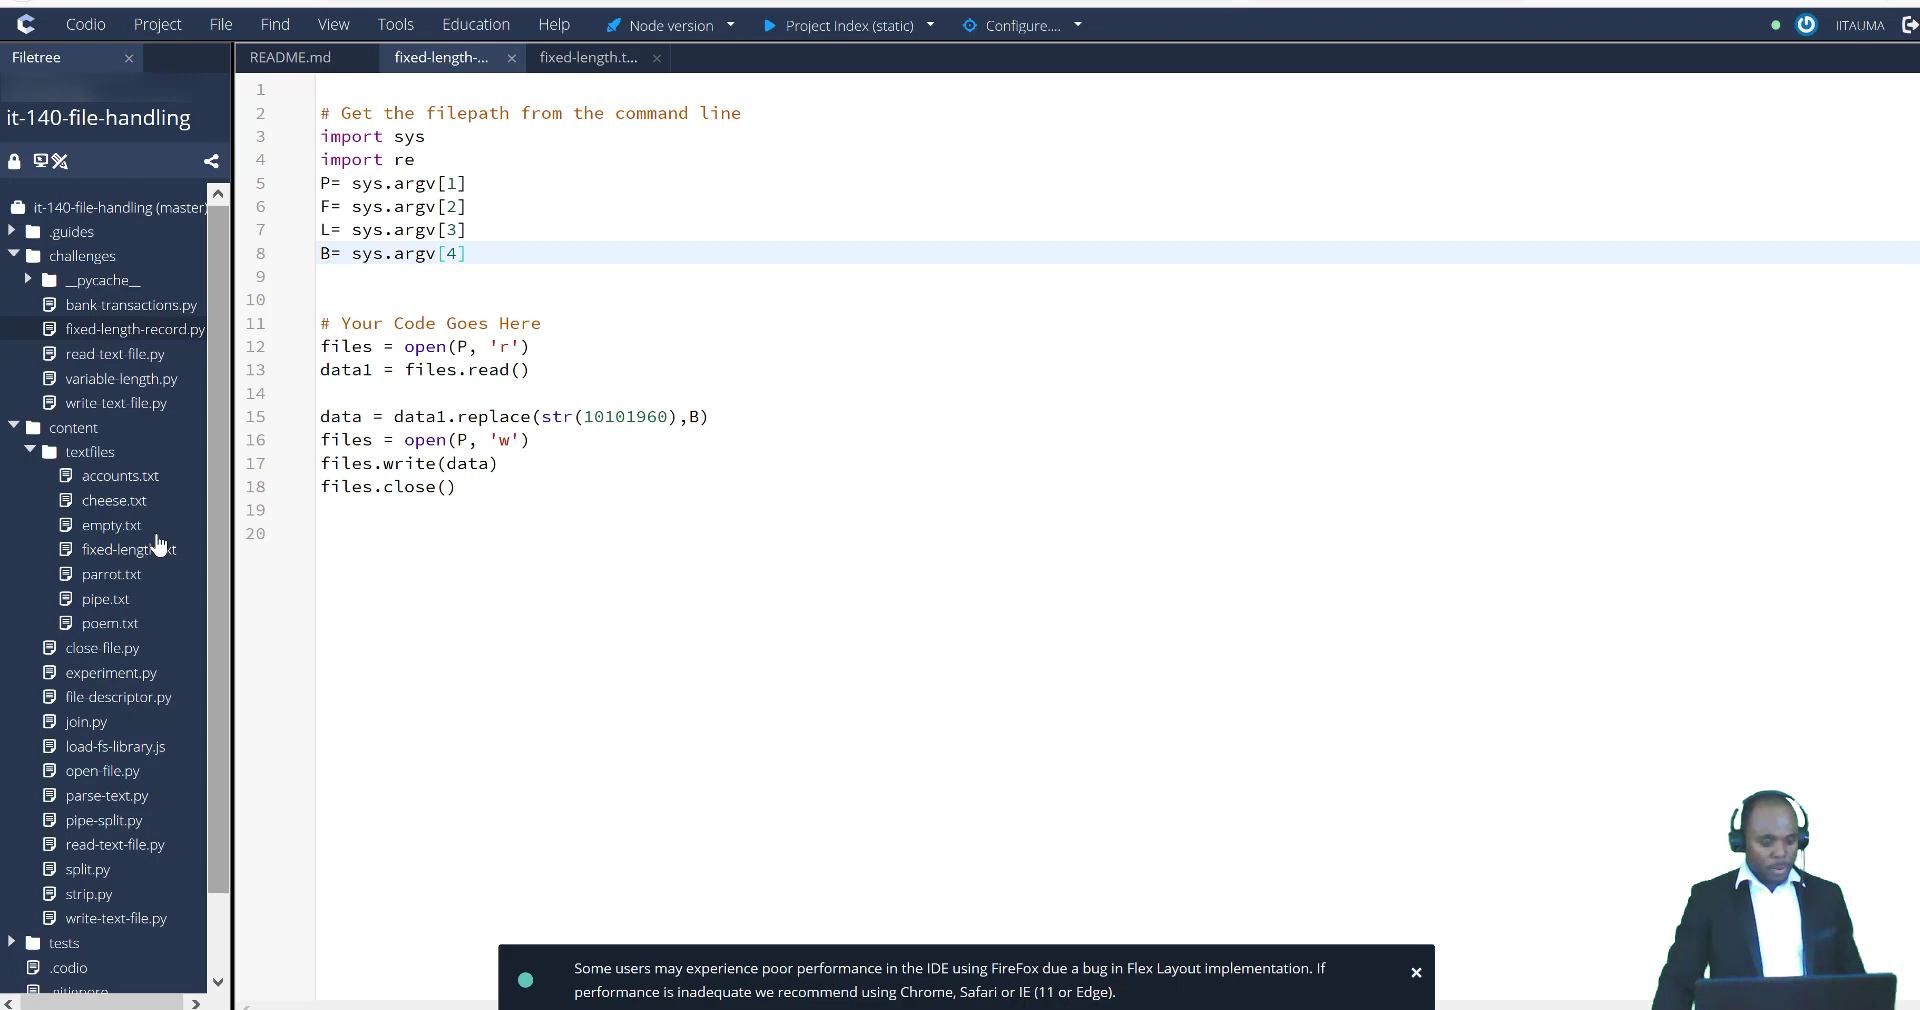 Codio Project File Find View Tools Education Help Node version Project Index (static) Configure.... IITAUMA
Filetree README.md fixed-length-... fixed-length.t...
it-140-file-handling
it-140-file-handling (master)
.guides
challenges
__pycache__
bank-transactions.py
fixed-length-record.py
read-text-file.py
variable-length.py
write-text-file.py
content
textfiles
accounts.txt
cheese.txt
empty.txt
parrot.txt
pipe.txt
poem.txt
close-file.py
experiment.py
file-descriptor.py
join.py
load-fs-library.js
open-file.py
parse-text.py
pipe-split.py
read-text-file.py
split.py
strip.py
write-text-file.py
tests
.codio
.gitignore
1
2 # Get the filepath from the command line
3 import sys
4 import re
5 P= sys.argv[1]
6 F= sys.argv[2]
7 L= sys.argv[3]
8 B= sys.argv[4]
9
10
11 # Your Code Goes Here
12 files = open(P, 'r')
13 data1 = files.read()
14
15 data = data1.replace(str(10101960),B)
16 files = open(P, 'w')
17 files.write(data)
18 files.close()
19
20
Some users may experience poor performance in the IDE using FireFox due a bug in Flex Layout implementation. If
performance is inadequate we recommend using Chrome, Safari or IE (11 or Edge).